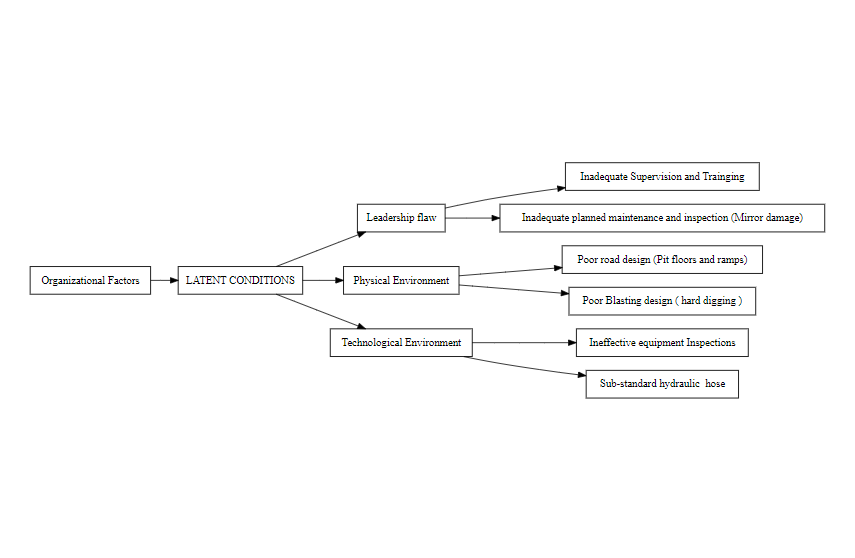 Inadequate Supervision and Trainging
Leadership flaw
Inadequate planned maintenance and inspection (Mirror damage)
Poor road design (Pit floors and ramps)
Organizational Factors
LATENT CONDITIONS
Physical Environment
Poor Blasting design ( hard digging )
Technological Environment
Ineffective equipment Inspections
Sub-standard hydraulic hose